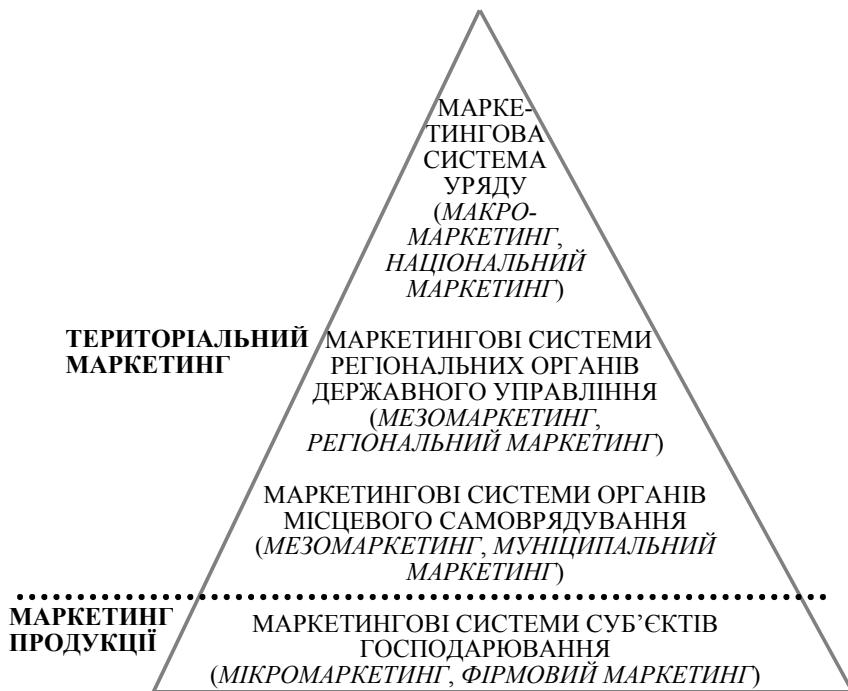 МАРКЕ-
ТИНГОВА
СИСТЕМА
УРЯДУ
(МАКРО-
МАРКЕТИНГ,
НАЦІОНАЛЬНИЙ
МАРКЕТИНГ)
ТЕРИТОРІАЛЬНИЙ
МАРКЕТИНГ
МАРКЕТИНГОВІ СИСТЕМИ
РЕГІОНАЛЬНИХ ОРГАНІВ
ДЕРЖАВНОГО УПРАВЛІННЯ
(МЕЗОМАРКЕТИНГ,
РЕГІОНАЛЬНИЙ МАРКЕТИНГ)
МАРКЕТИНГОВІ СИСТЕМИ ОРГАНІВ
МІСЦЕВОГО САМОВРЯДУВАННЯ
(МЕЗОМАРКЕТИНГ, МУНІЦИПАЛЬНИЙ
МАРКЕТИНГ)
МАРКЕТИНГ
ПРОДУКЦІЇ
МАРКЕТИНГОВІ СИСТЕМИ СУБ’ЄКТІВ
ГОСПОДАРЮВАННЯ
(МІКРОМАРКЕТИНГ, ФІРМОВИЙ МАРКЕТИНГ)